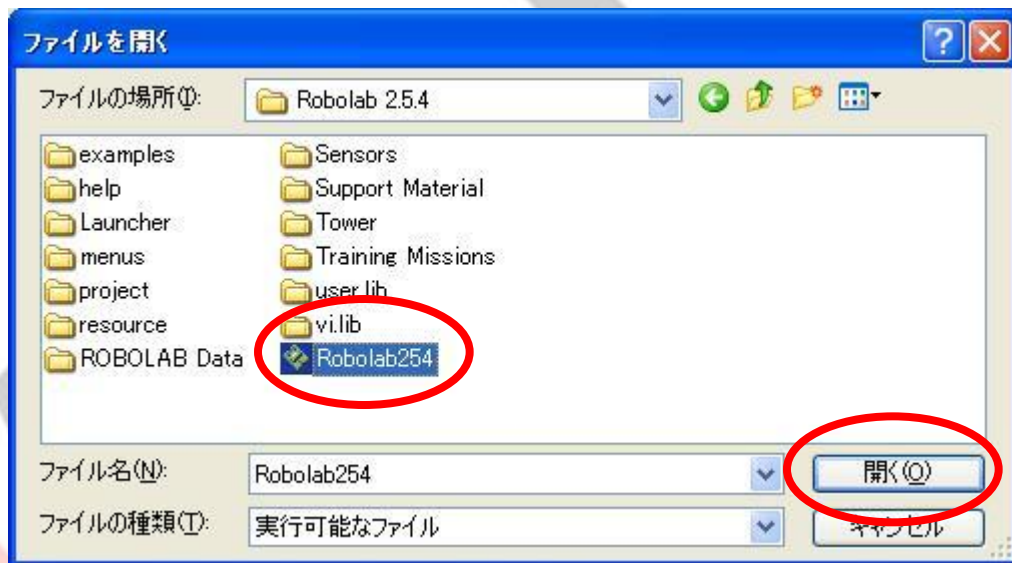 ファイルを開く
ファイルの場所(I):
Robolab 2.5.4
examples
help
Launcher
menus
project
resource
ROBOLAB Data
Sensors
Support Material
Tower
Training Missions
user.lib
vi.lib
Robolab254
ファイル名(N):
Robolab254
開く(O)
ファイルの種類(T):
実行可能なファイル
キャンセル